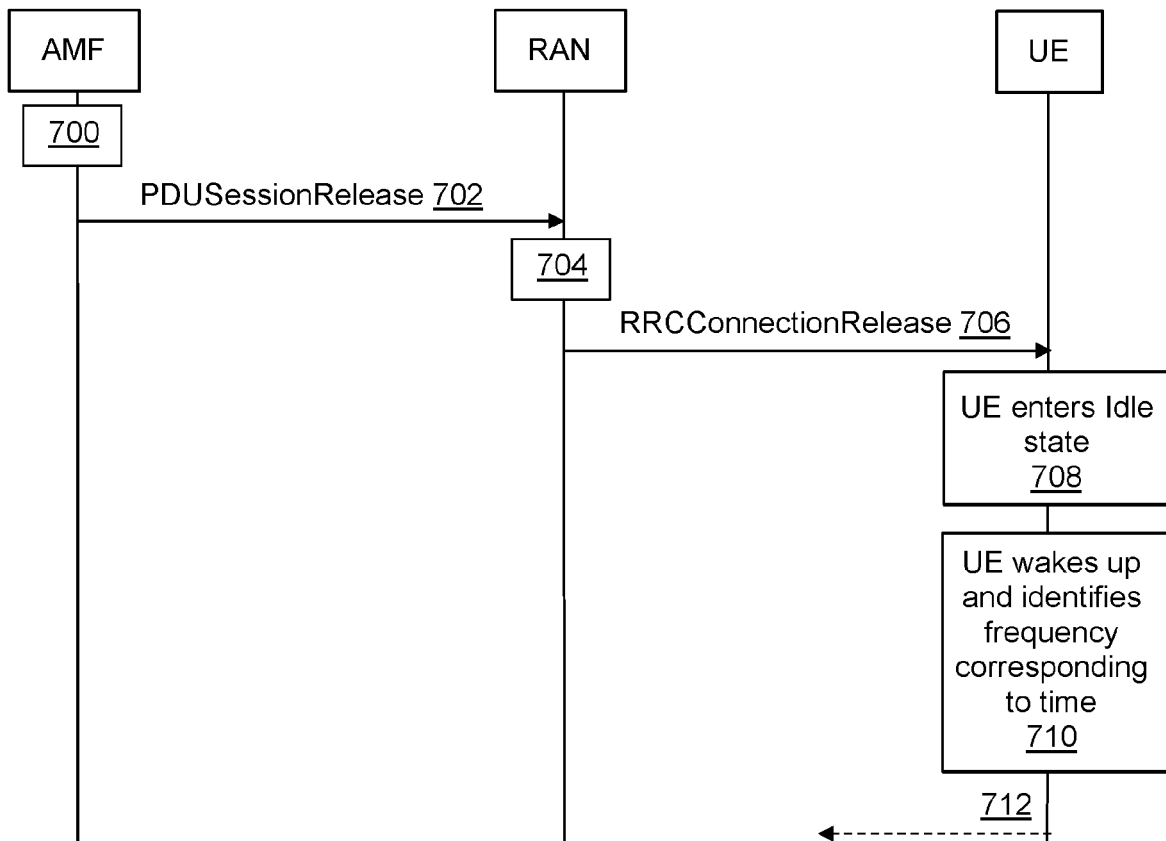 AMF
RAN
UE
700
PDUSessionRelease 702
704
RRCConnectionRelease 706
UE enters Idle
state
708
UE wakes up
and identifies
frequency
corresponding
to time
710
712